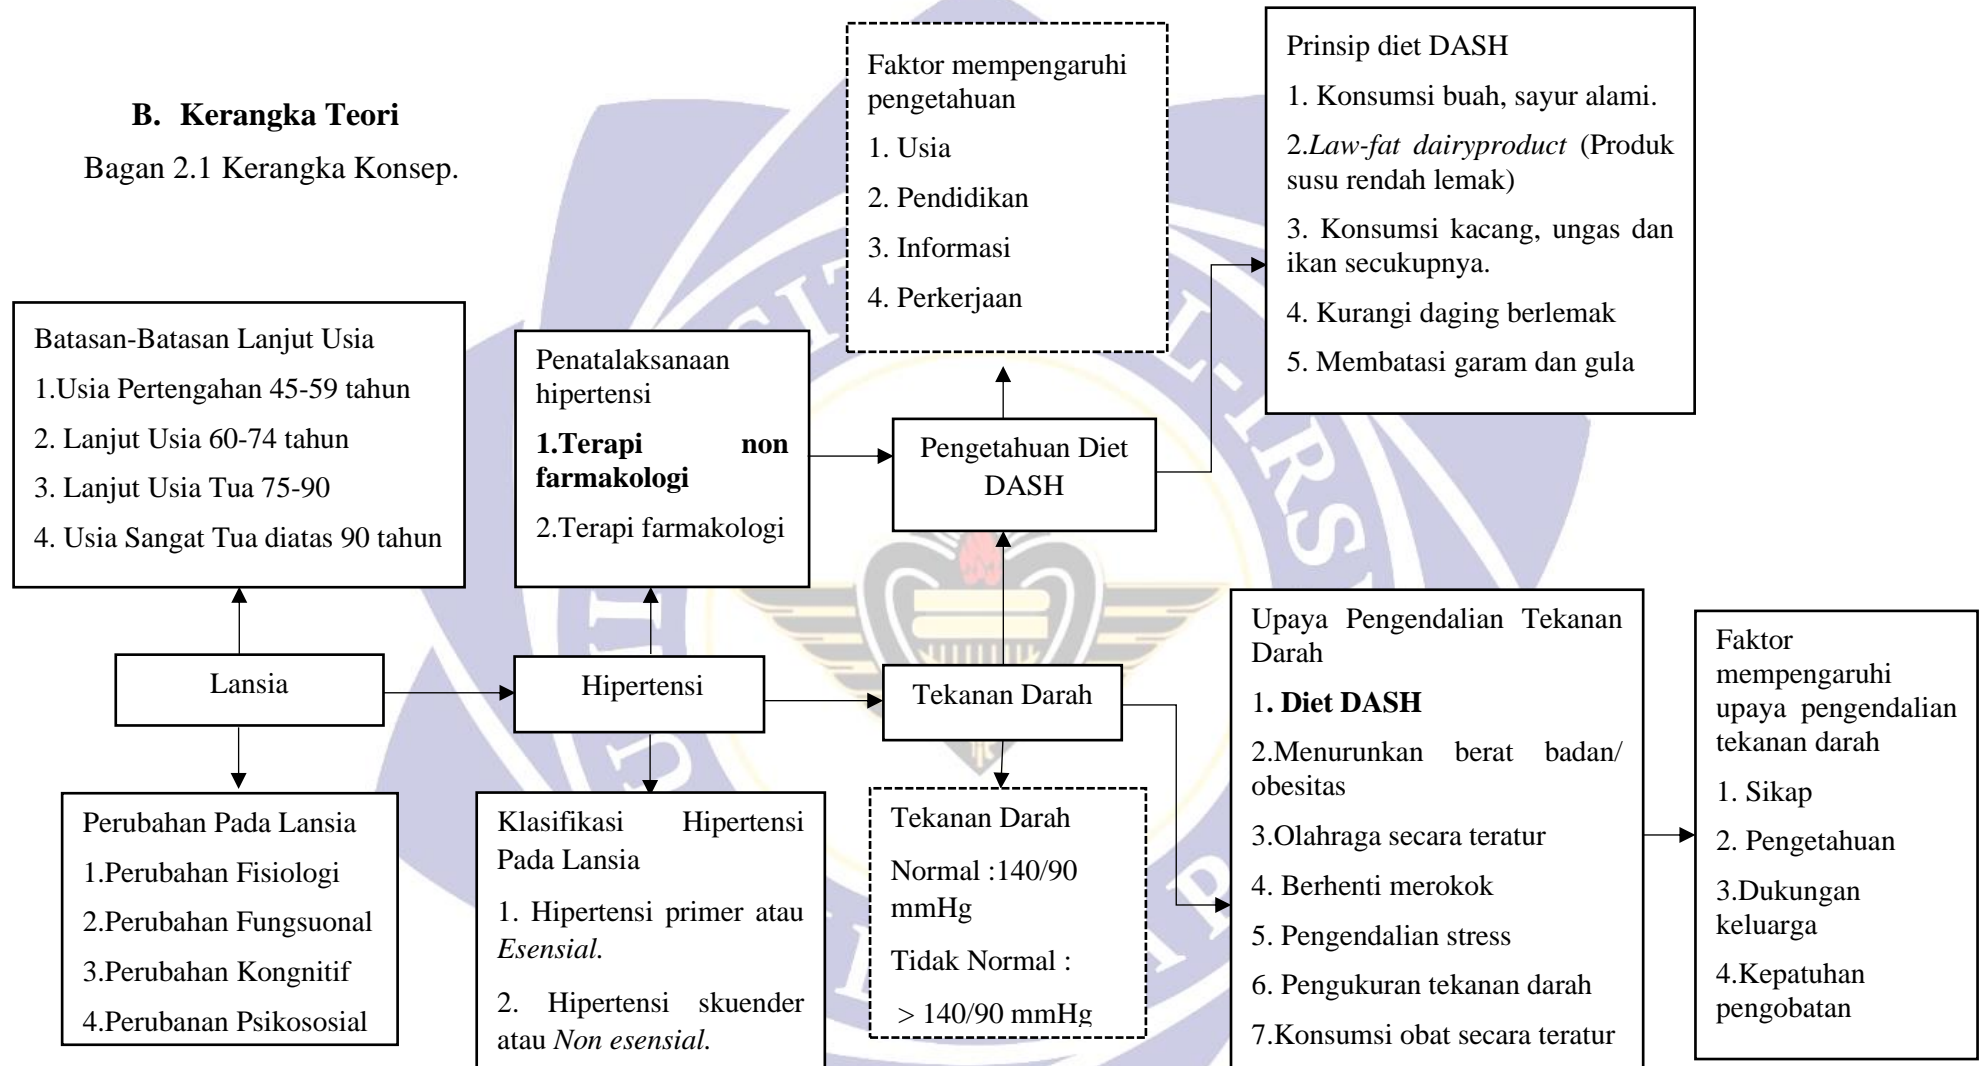 B. Kerangka Teori
Bagan 2.1 Kerangka Konsep.
Faktor mempengaruhi
pengetahuan
1. Usia
2. Pendidikan
3. Informasi
4. Perkerjaan
Prinsip diet DASH
1. Konsumsi buah, sayur alami.
2.Law-fat dairyproduct (Produk
susu rendah lemak)
3. Konsumsi kacang, ungas dan
ikan secukupnya.
4. Kurangi daging berlemak
5. Membatasi garam dan gula
Batasan-Batasan Lanjut Usia
1.Usia Pertengahan 45-59 tahun
2. Lanjut Usia 60-74 tahun
3. Lanjut Usia Tua 75-90
4. Usia Sangat Tua diatas 90 tahun
Penatalaksanaan
hipertensi
1.Terapi non
farmakologi
2.Terapi farmakologi
Pengetahuan Diet
DASH
Lansia
Hipertensi
Tekanan Darah
Upaya Pengendalian Tekanan
Darah
1. Diet DASH
2.Menurunkan berat badan/
obesitas
3.Olahraga secara teratur
4. Berhenti merokok
5. Pengendalian stress
6. Pengukuran tekanan darah
7.Konsumsi obat secara teratur
Faktor
mempengaruhi
upaya pengendalian
tekanan darah
1. Sikap
2. Pengetahuan
3.Dukungan
keluarga
4.Kepatuhan
pengobatan
Perubahan Pada Lansia
1.Perubahan Fisiologi
2.Perubahan Fungsuonal
3.Perubahan Kongnitif
4.Perubanan Psikososial
Klasifikasi Hipertensi
Pada Lansia
1. Hipertensi primer atau
Esensial.
2. Hipertensi skuender
atau Non esensial.
Tekanan Darah
Normal :140/90
mmHg
Tidak Normal :
> 140/90 mmHg